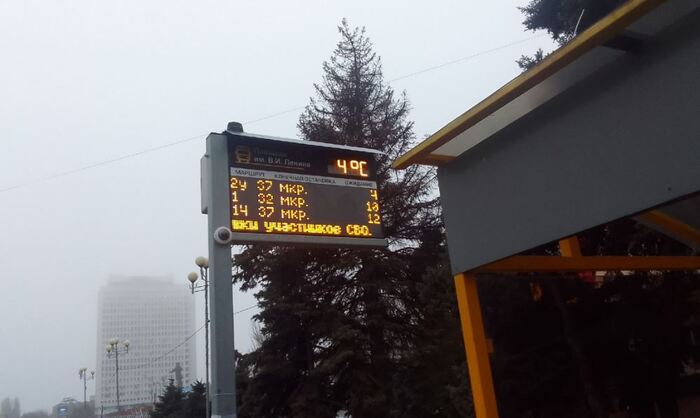 Площадь
им. В.И. Ленина
4°C
МАРШРУТ КОНЕЧНАЯ ОСТАНОВКА ОЖИДАНИЕ
2у 37 МКР. 4
1 32 МКР. 10
14 37 МКР. 12
жки участников СВО.